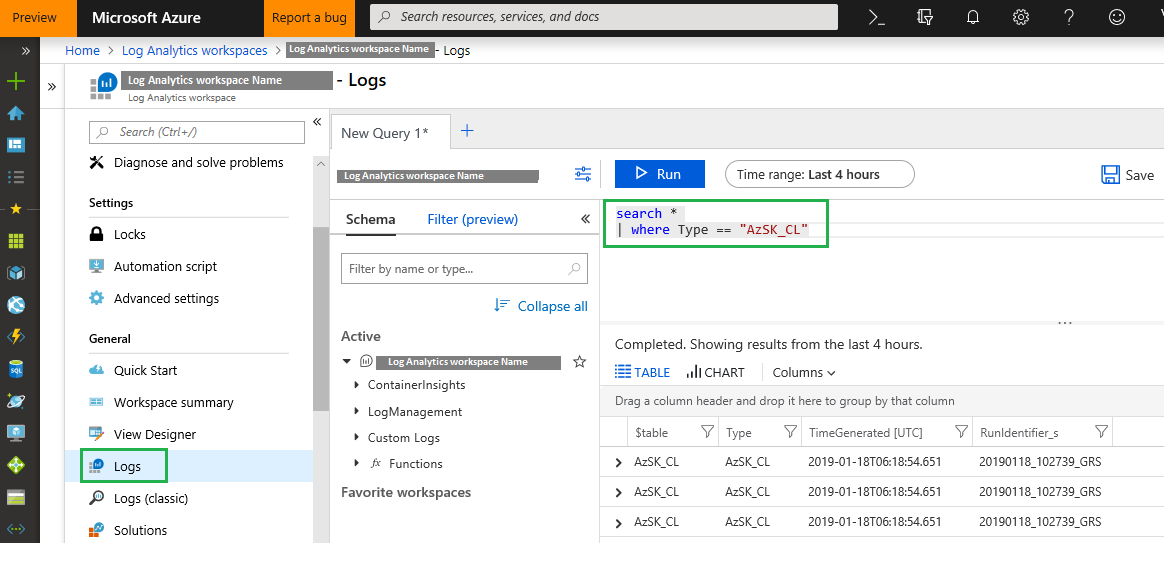 Preview
Microsoft Azure
Report a bug
Search resources, services, and docs
Home > Log Analytics workspaces > Log Analytics workspace Name - Logs
Log Analytics workspace Name - Logs
Log Analytics workspace
Search (Ctrl+/)
Diagnose and solve problems
Settings
Locks
Automation script
Advanced settings
General
Quick Start
Workspace summary
View Designer
Logs
Logs (classic)
Solutions
New Query 1*
Log Analytics workspace Name
Run
Time range: Last 4 hours
Save
Schema
Filter (preview)
Filter by name or type...
Collapse all
Active
Log Analytics workspace Name
ContainerInsights
LogManagement
Custom Logs
fx Functions
Favorite workspaces
search *
| where Type == "AzSK_CL"
Completed. Showing results from the last 4 hours.
TABLE CHART Columns
Drag a column header and drop it here to group by that column
$table Type TimeGenerated [UTC] RunIdentifier_s
AzSK_CL AzSK_CL 2019-01-18T06:18:54.651 20190118_102739_GRS
AzSK_CL AzSK_CL 2019-01-18T06:18:54.651 20190118_102739_GRS
AzSK_CL AzSK_CL 2019-01-18T06:18:54.651 20190118_102739_GRS